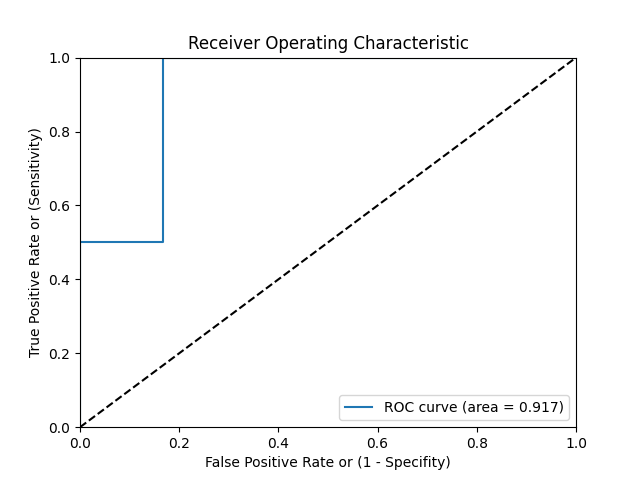 Receiver Operating Characteristic
1.0
0.8
0.6
0.4
0.2
0.0
True Positive Rate or (Sensitivity)
ROC curve (area = 0.917)
0.0 0.2 0.4 0.6 0.8 1.0
False Positive Rate or (1 - Specifity)